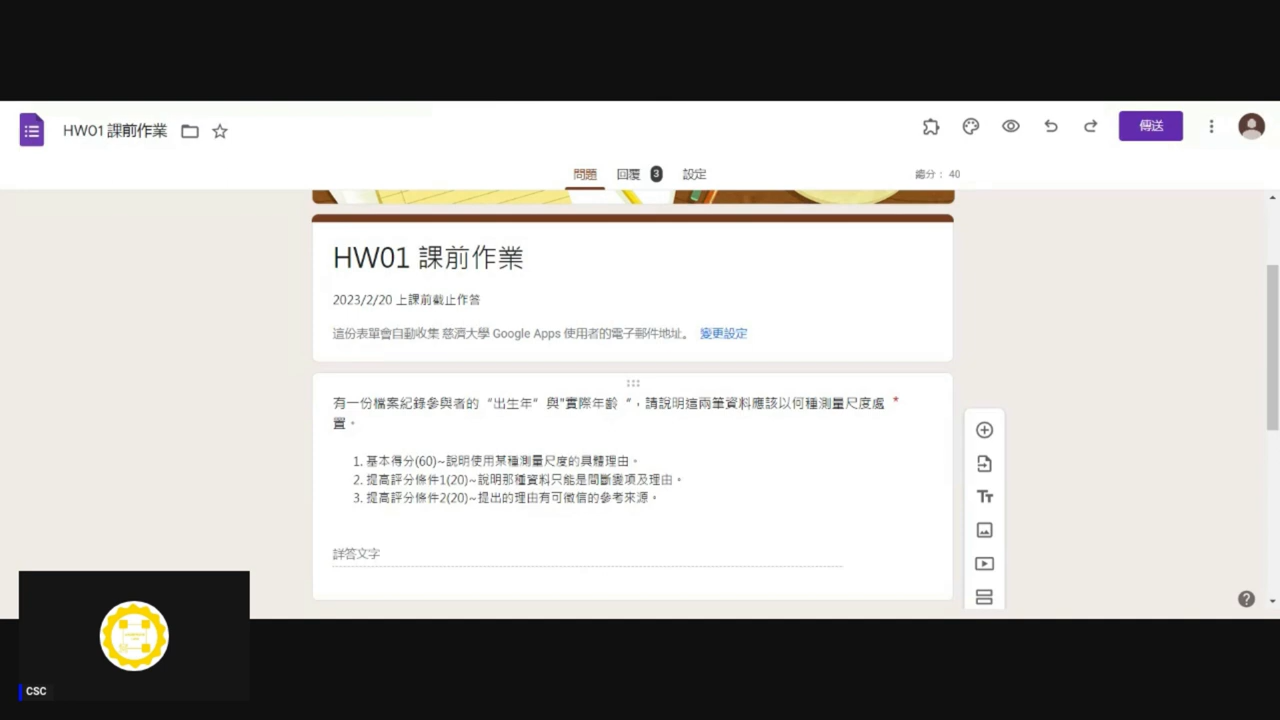 HW01 課前作業
傳送
問題
回覆 3
設定
總分： 40
HW01 課前作業
2023/2/20 上課前截止作答
這份表單會自動收集 慈濟大學 Google Apps 使用者的電子郵件地址。 變更設定
有一份檔案紀錄參與者的“出生年“ 與"實際年齡 “，請說明這兩筆資料應該以何種測量尺度處 *
置。
1. 基本得分(60)~說明使用某種測量尺度的具體理由。
2. 提高評分條件1(20)~說明那種資料只能是間斷變項及理由。
3. 提高評分條件2(20)~提出的理由有可徵信的參考來源。
詳答文字
Tт
CSC